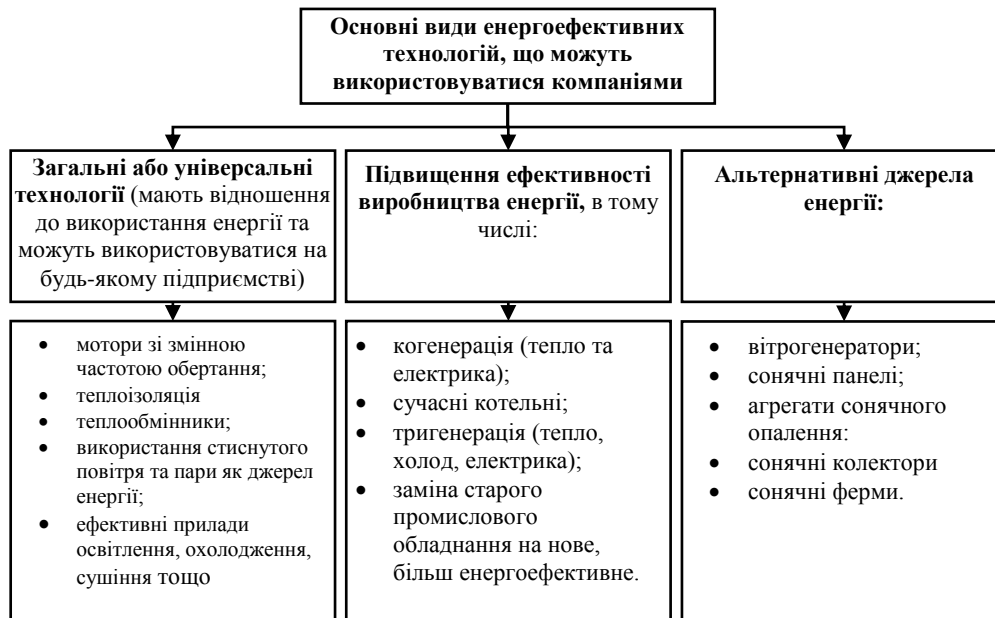 Основні види енергоефективних
технологій, що можуть
використовуватися компаніями
Загальні або універсальні
технології (мають відношення
до використання енергії та
можуть використовуватися на
будь-якому підприємстві)
Підвищення ефективності
виробництва енергії, в тому
числі:
Альтернативні джерела
енергії:
• мотори зі змінною
частотою обертання;
• теплоізоляція
• теплообмінники;
• використання стиснутого
повітря та пари як джерел
енергії;
• ефективні прилади
освітлення, охолодження,
сушіння тощо
• когенерація (тепло та
електрика);
• сучасні котельні;
• тригенерація (тепло,
холод, електрика);
• заміна старого
промислового
обладнання на нове,
більш енергоефективне.
• вітрогенератори;
• сонячні панелі;
• агрегати сонячного
опалення:
• сонячні колектори
• сонячні ферми.